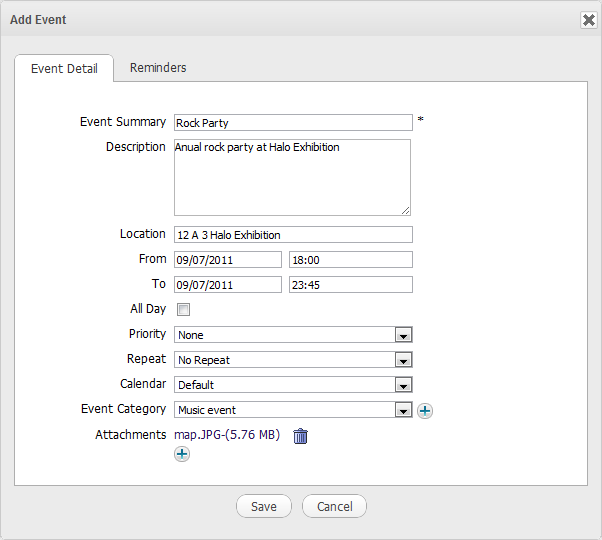 Add Event
Event Detail Reminders
Event Summary Rock Party *
Description Anual rock party at Halo Exhibition
Location 12 A 3 Halo Exhibition
From 09/07/2011 18:00
To 09/07/2011 23:45
All Day
Priority None
Repeat No Repeat
Calendar Default
Event Category Music event
Attachments map.JPG-(5.76 MB)
Save Cancel